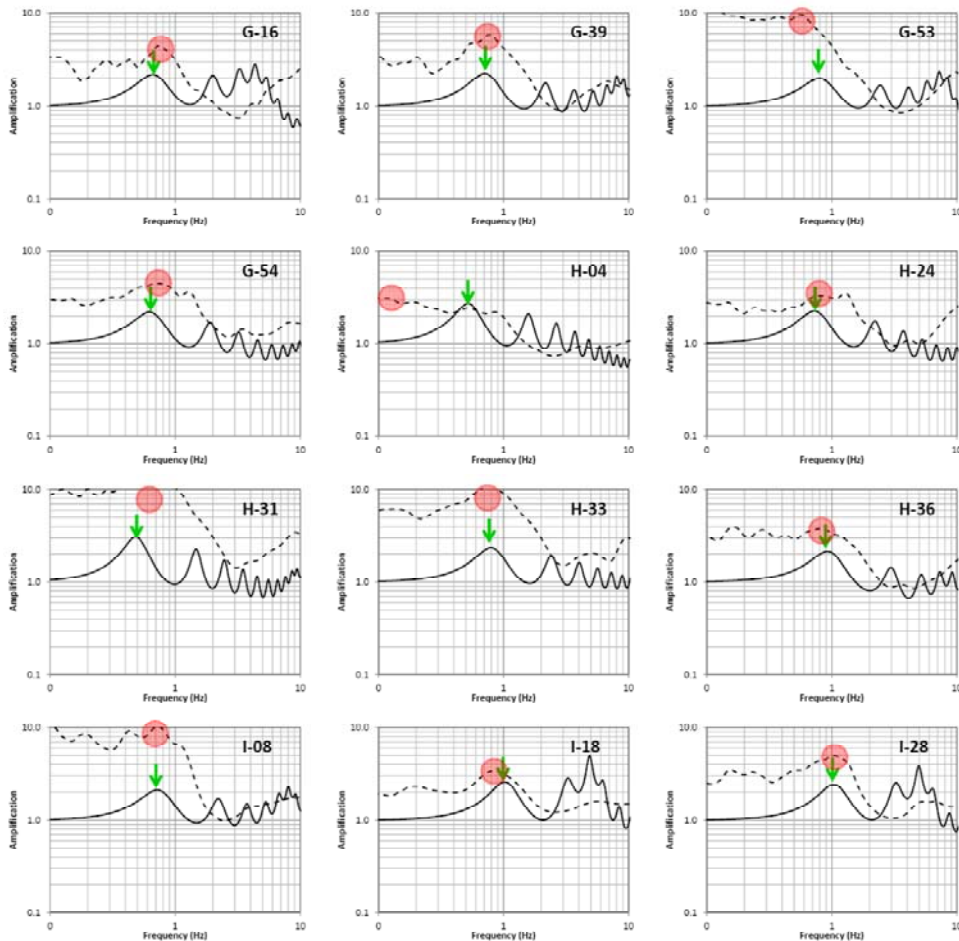 10.0
G-16
Amplification
1.0
0.1
0
1
10
Frequency (Hz)
10.0
G-39
Amplification
1.0
0.1
0
1
10
Frequency (Hz)
10.0
G-53
Amplification
1.0
0.1
0
1
10
Frequency (Hz)
10.0
G-54
Amplification
1.0
0.1
0
1
10
Frequency (Hz)
10.0
H-04
Amplification
1.0
0.1
0
1
10
Frequency (Hz)
10.0
H-24
Amplification
1.0
0.1
0
1
10
Frequency (Hz)
10.0
H-31
Amplification
1.0
0.1
0
1
10
Frequency (Hz)
10.0
H-33
Amplification
1.0
0.1
0
1
10
Frequency (Hz)
10.0
H-36
Amplification
1.0
0.1
0
1
10
Frequency (Hz)
10.0
I-08
Amplification
1.0
0.1
0
1
10
Frequency (Hz)
10.0
I-18
Amplification
1.0
0.1
0
1
10
Frequency (Hz)
10.0
I-28
Amplification
1.0
0.1
0
1
10
Frequency (Hz)